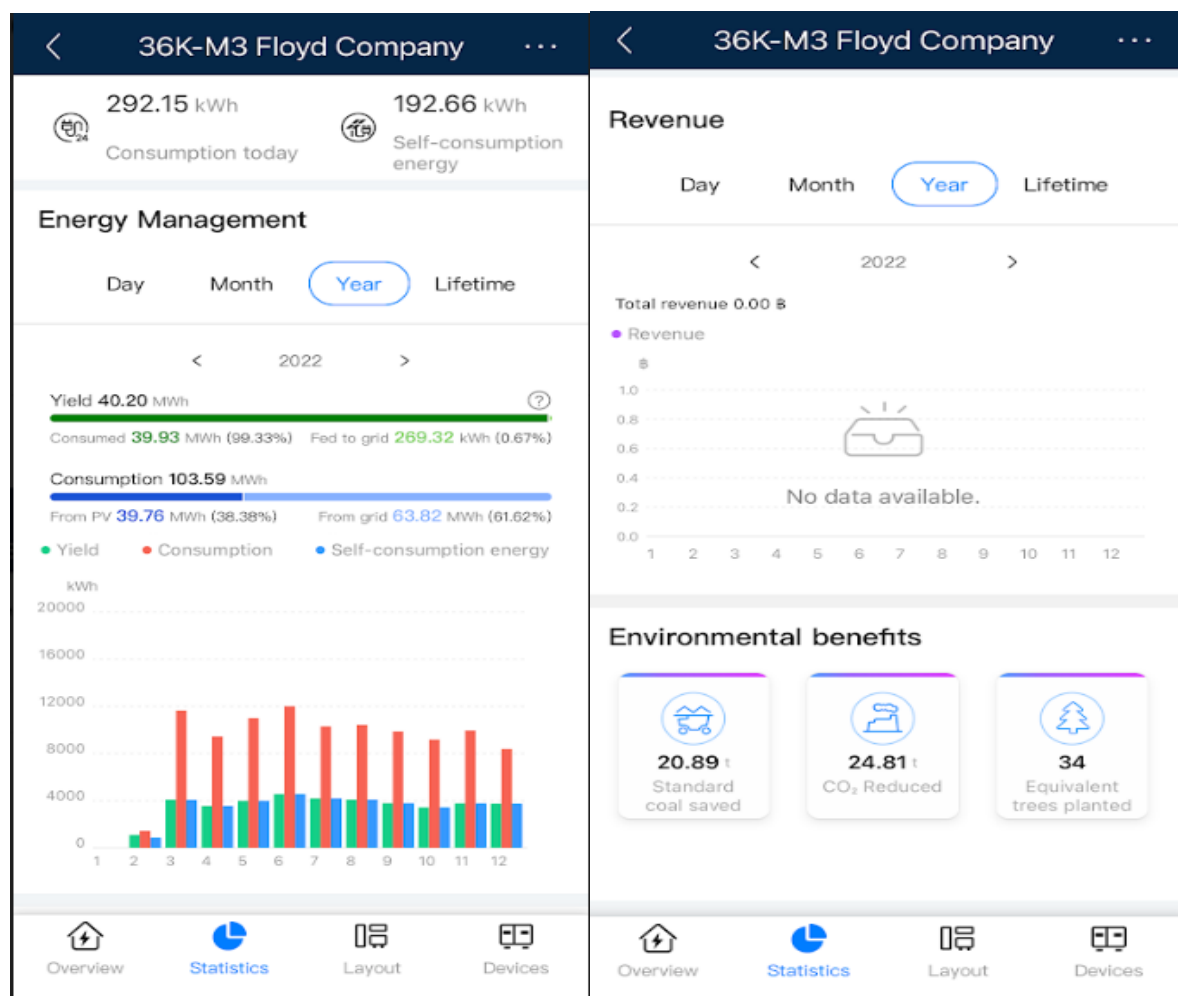 36K-M3 Floyd Company
292.15 kWh
Consumption today
192.66 kWh
Self-consumption
energy
Energy Management
Day Month Year Lifetime
< 2022 >
Yield 40.20 MWh
?
Consumed 39.93 MWh (99.33%) Fed to grid 269.32 kWh (0.67%)
Consumption 103.59 MWh
From PV 39.76 MWh (38.38%) From grid 63.82 MWh (61.62%)
Yield Consumption Self-consumption energy
kWh
20000
16000
12000
8000
4000
0
1 2 3 4 5 6 7 8 9 10 11 12
Overview Statistics Layout Devices
36K-M3 Floyd Company
Revenue
Day Month Year Lifetime
< 2022 >
Total revenue 0.00 ฿
Revenue
฿
1.0
0.8
0.6
0.4
0.2
0.0
No data available.
1 2 3 4 5 6 7 8 9 10 11 12
Environmental benefits
20.89 t
Standard
coal saved
24.81 t
CO₂ Reduced
34
Equivalent
trees planted
Overview Statistics Layout Devices